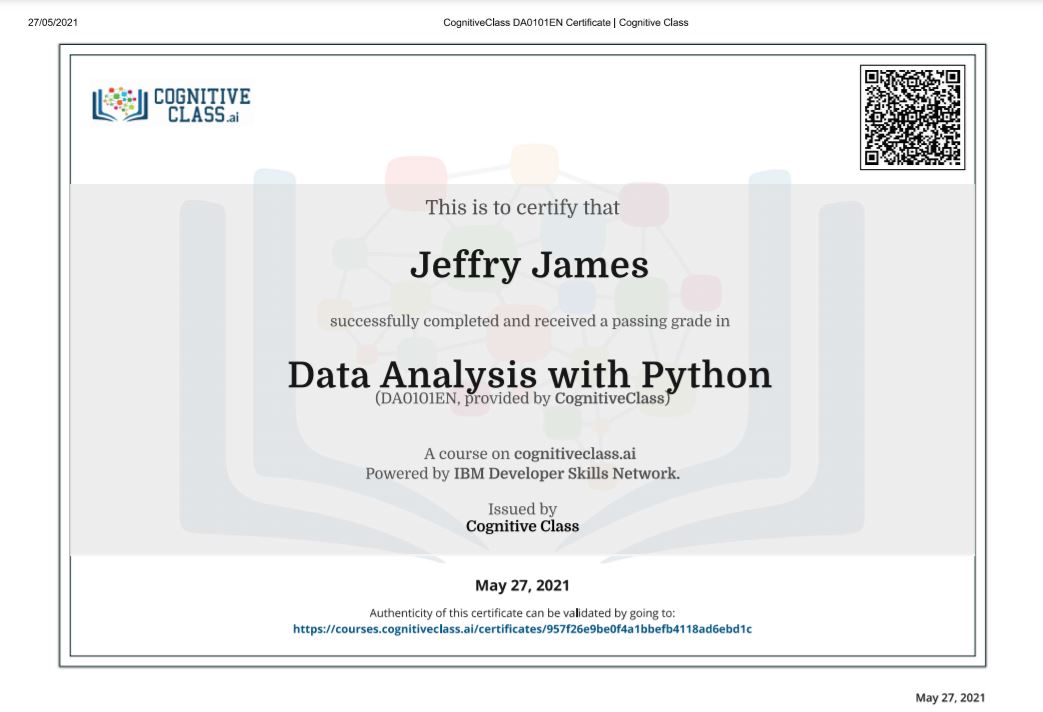 27/05/2021
CognitiveClass DA0101EN Certificate | Cognitive Class
COGNITIVE
CLASS.ai
This is to certify that
Jeffry James
successfully completed and received a passing grade in
Data Analysis with Python
(DA0101EN, provided by CognitiveClass)
A course on cognitiveclass.ai
Powered by IBM Developer Skills Network.
Issued by
Cognitive Class
May 27, 2021
Authenticity of this certificate can be validated by going to:
https://courses.cognitiveclass.ai/certificates/957f26e9be0f4a1bbefb4118ad6ebd1c
May 27, 2021